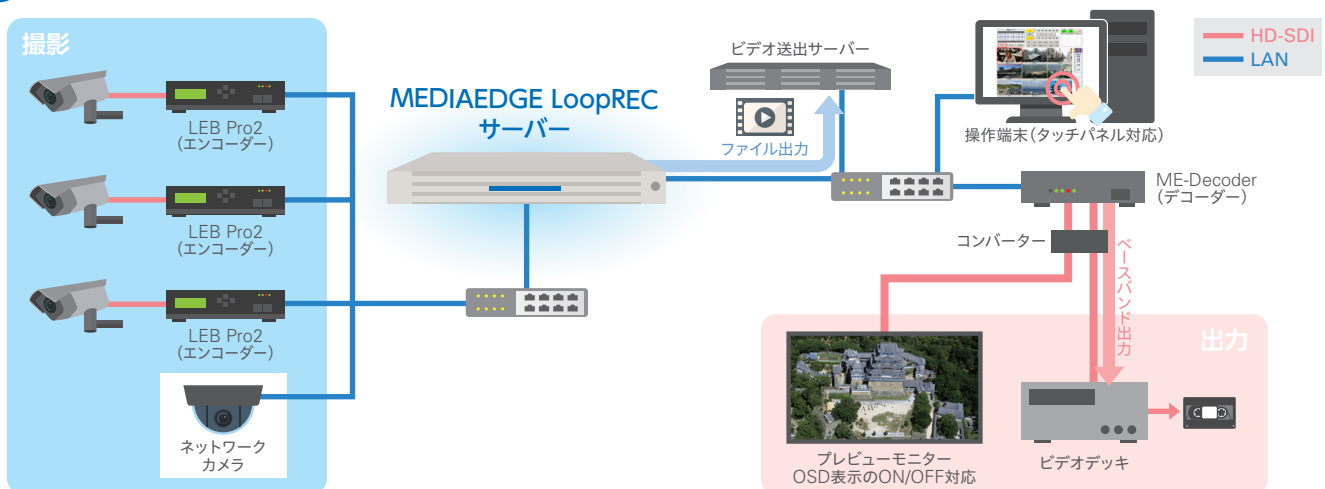 撮影
LEB Pro2
(エンコーダー)
LEB Pro2
(エンコーダー)
LEB Pro2
(エンコーダー)
ネットワーク
カメラ
MEDIAEDGE LoopREC
サーバー
ビデオ送出サーバー
ファイル出力
操作端末(タッチパネル対応)
HD-SDI
LAN
ME-Decoder
(デコーダー)
コンバーター
ベースバンド出力
出力
プレビューモニター
OSD表示のON/OFF対応
ビデオデッキ